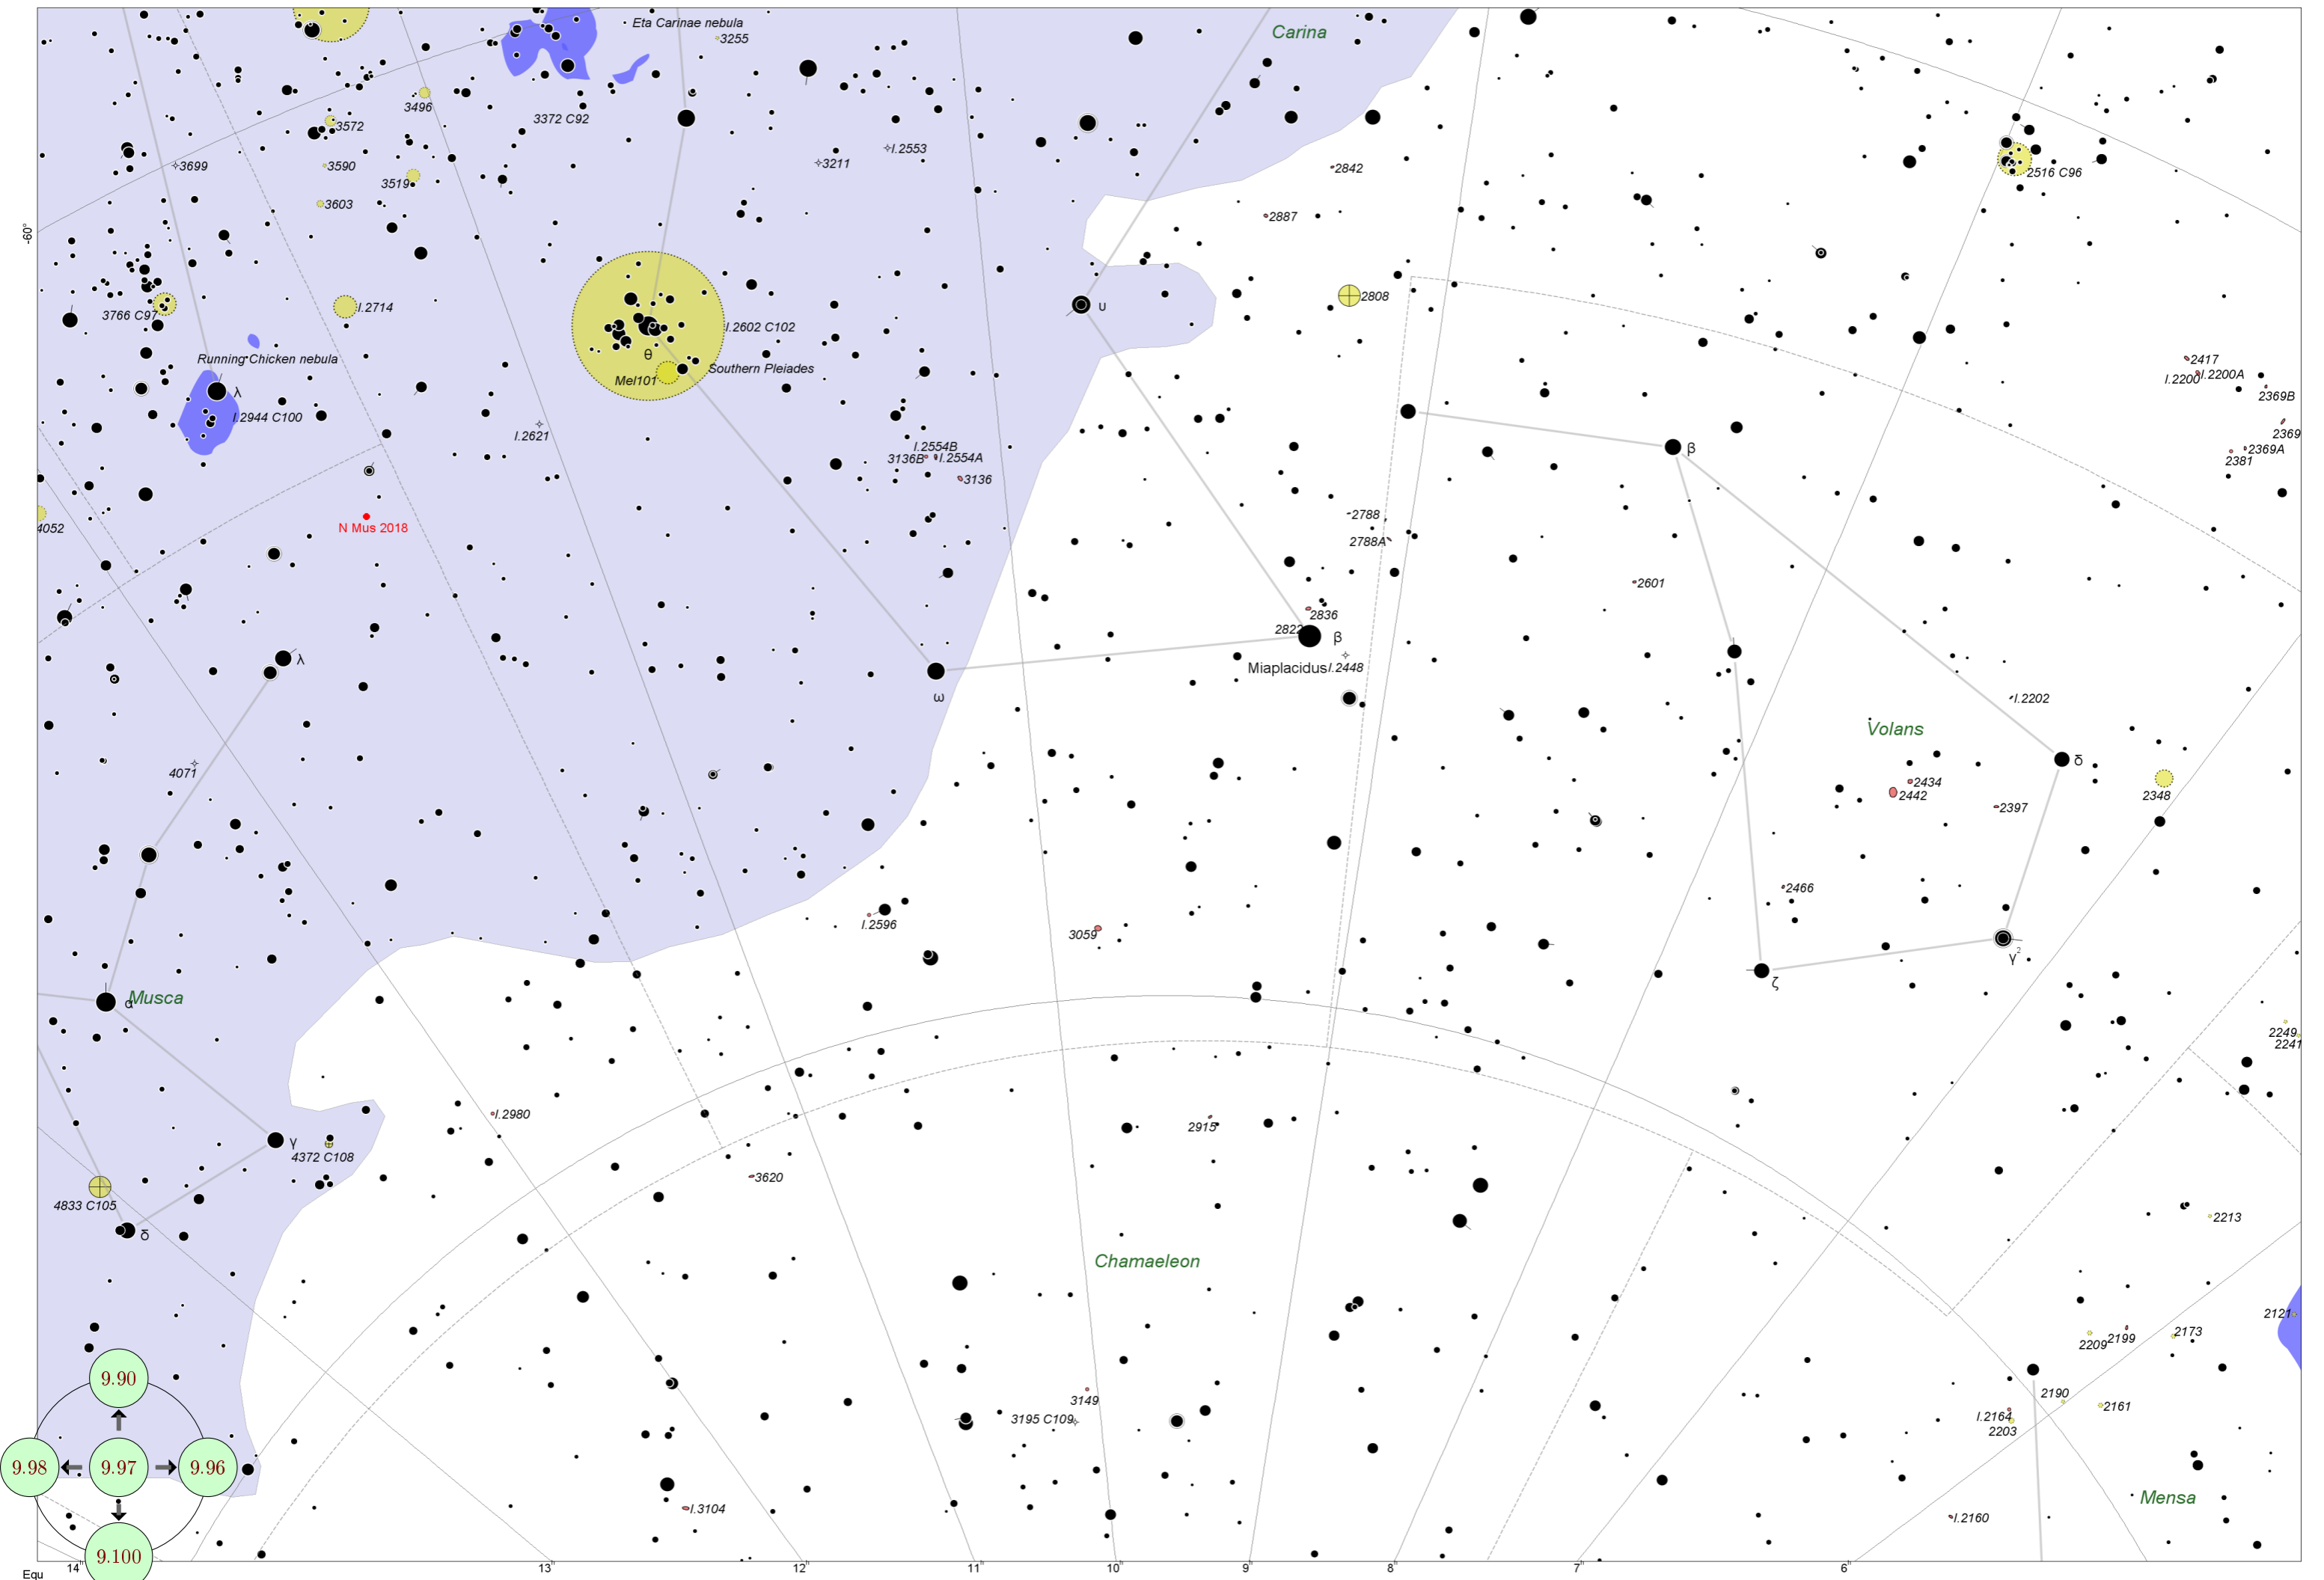 Eta Carinae nebula
Carina
3255
3496
3372 C92
3572
3699
3590
3519
3603
3211
I.2553
2842
2516 C96
2887
-60°
3766 C97
I.2714
2808
υ
I.2602 C102
θ
Running Chicken nebula
Southern Pleiades
Mel101
2417
I.2200
I.2200A
2369B
λ
I.2944 C100
I.2621
I.2554B
3136B
I.2554A
3136
β
2369
2369A
2381
4052
N Mus 2018
2788
2788A
2601
2836
2822
β
Miaplacidus
I.2448
λ
ω
I.2202
Volans
δ
4071
2434
2442
2397
2348
2466
I.2596
3059
γ²
ζ
α
Musca
2249
2241
I.2980
2915
γ
4372 C108
3620
4833 C105
δ
2213
Chamaeleon
2121
2209
2199
2173
9.90
3149
3195 C109
2190
2161
I.2164
2203
9.98
9.97
9.96
Mensa
I.3104
I.2160
9.100
Equ
14h
13h
12h
11h
10h
9h
8h
7h
6h